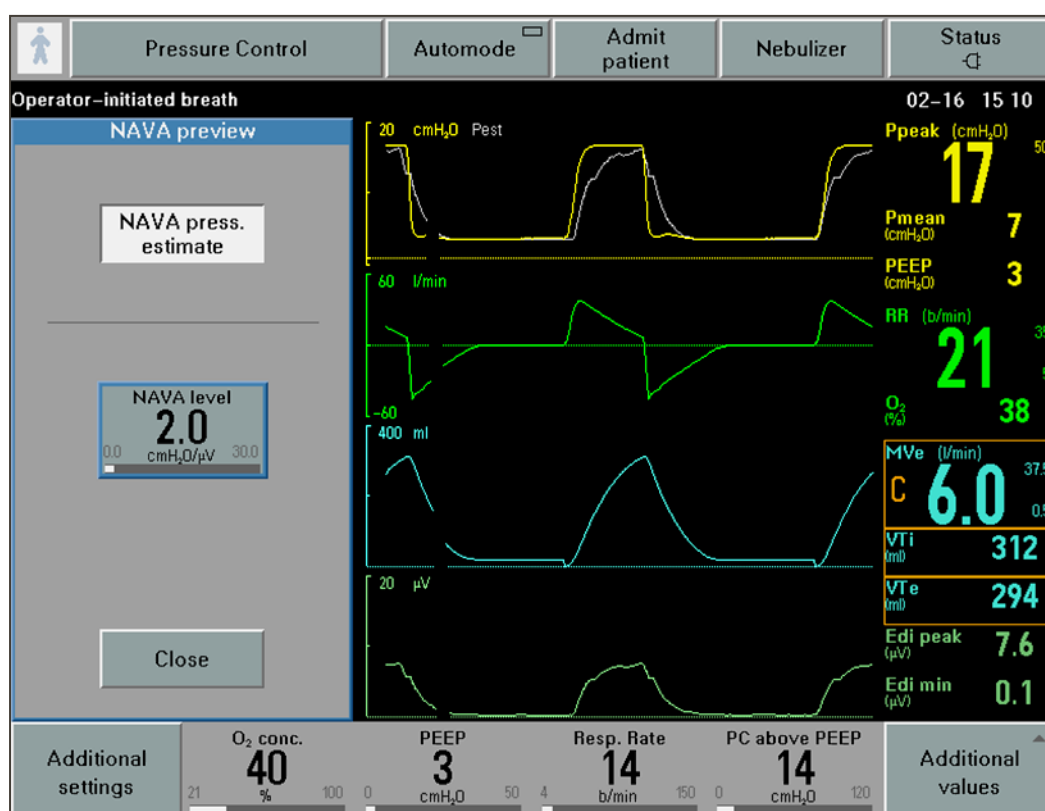 Pressure Control
Automode
Admit
patient
Nebulizer
Status
Operator-initiated breath
02-16 15 10
NAVA preview
NAVA press.
estimate
NAVA level
2.0
0.0 cmH₂O/µV 30.0
Close
20 cmH₂O Pest
60 l/min
-60
400 ml
20 µV
Ppeak (cmH₂O)
17
50
Pmean
(cmH₂O)
7
PEEP
(cmH₂O)
3
RR (b/min)
21
O₂
(%)
38
MVe (l/min)
C 6.0
37.5
0.5
VTi
(ml)
312
VTe
(ml)
294
Edi peak
(µV)
7.6
Edi min
(µV)
0.1
Additional
settings
O₂ conc.
40
21 % 100
PEEP
3
0 cmH₂O 50
Resp. Rate
14
4 b/min 150
PC above PEEP
14
0 cmH₂O 120
Additional
values